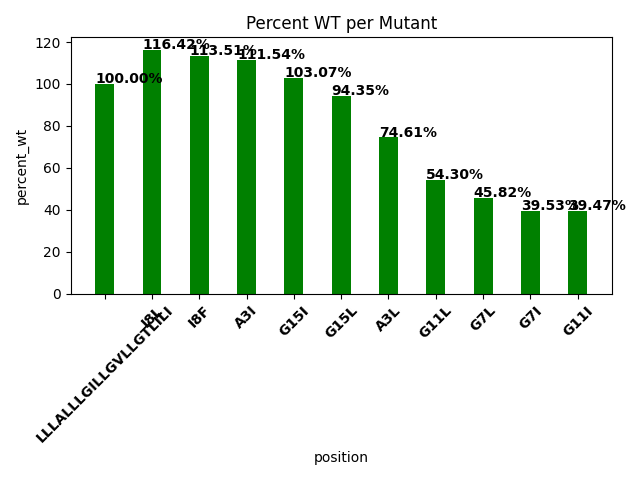 Percent WT per Mutant
percent_wt
120
100
80
60
40
20
0
100.00%
116.42%
113.51%
111.54%
103.07%
94.35%
74.61%
54.30%
45.82%
39.53%
39.47%
LLLALLLGILLGVLLGTLILI
I8L
I8F
A3I
G15I
G15L
A3L
G11L
G7L
G7I
G11I
position